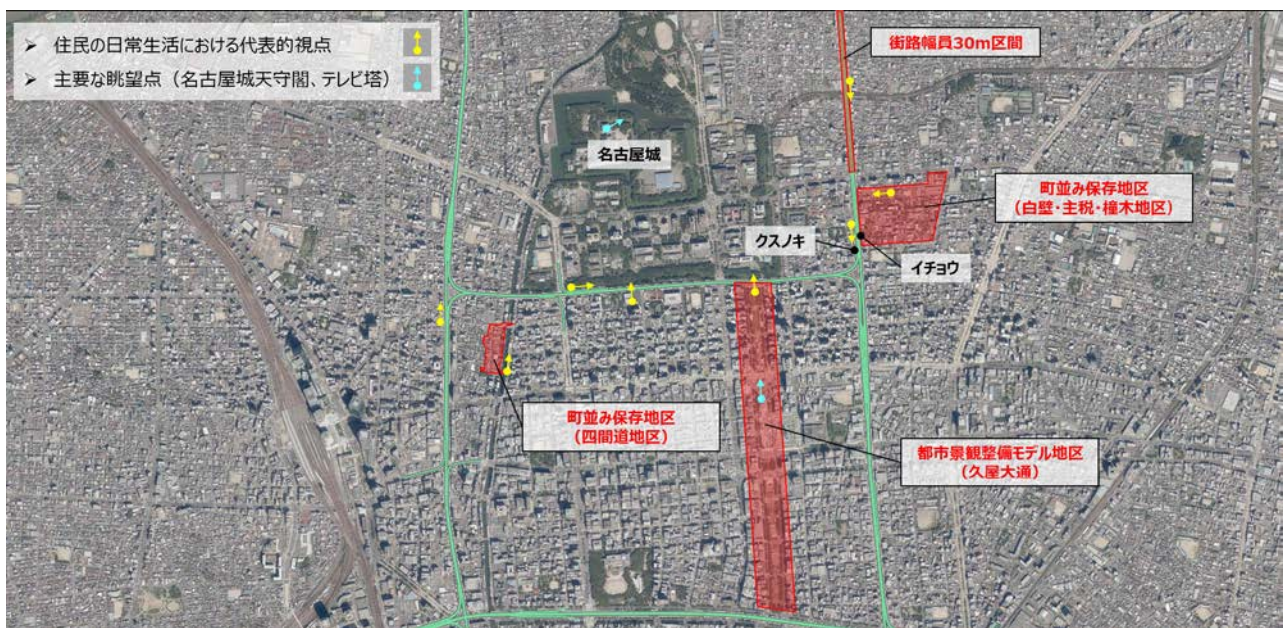 ➢ 住民の日常生活における代表的視点
➢ 主要な眺望点（名古屋城天守閣、テレビ塔）
街路幅員30m区間
名古屋城
町並み保存地区
（白壁・主税・橦木地区）
クスノキ
イチョウ
町並み保存地区
（四間道地区）
都市景観整備モデル地区
（久屋大通）